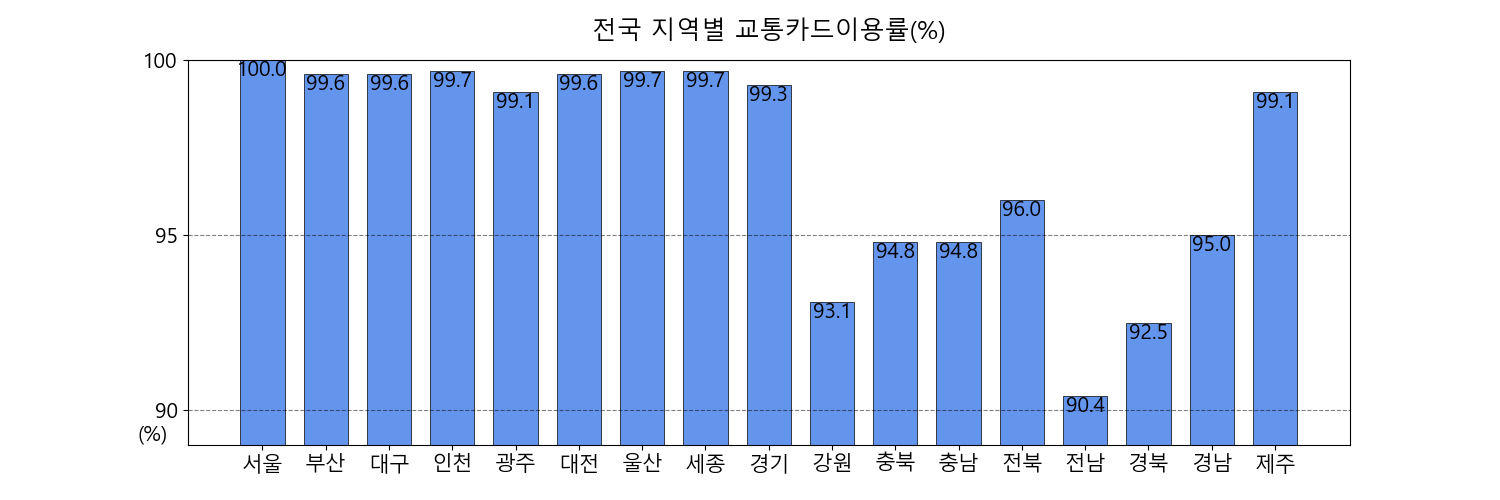 전국 지역별 교통카드이용률(%)
100
95
90
(%)
100.0 99.6 99.6 99.7 99.1 99.6 99.7 99.7 99.3 93.1 94.8 94.8 96.0 90.4 92.5 95.0 99.1
서울 부산 대구 인천 광주 대전 울산 세종 경기 강원 충북 충남 전북 전남 경북 경남 제주